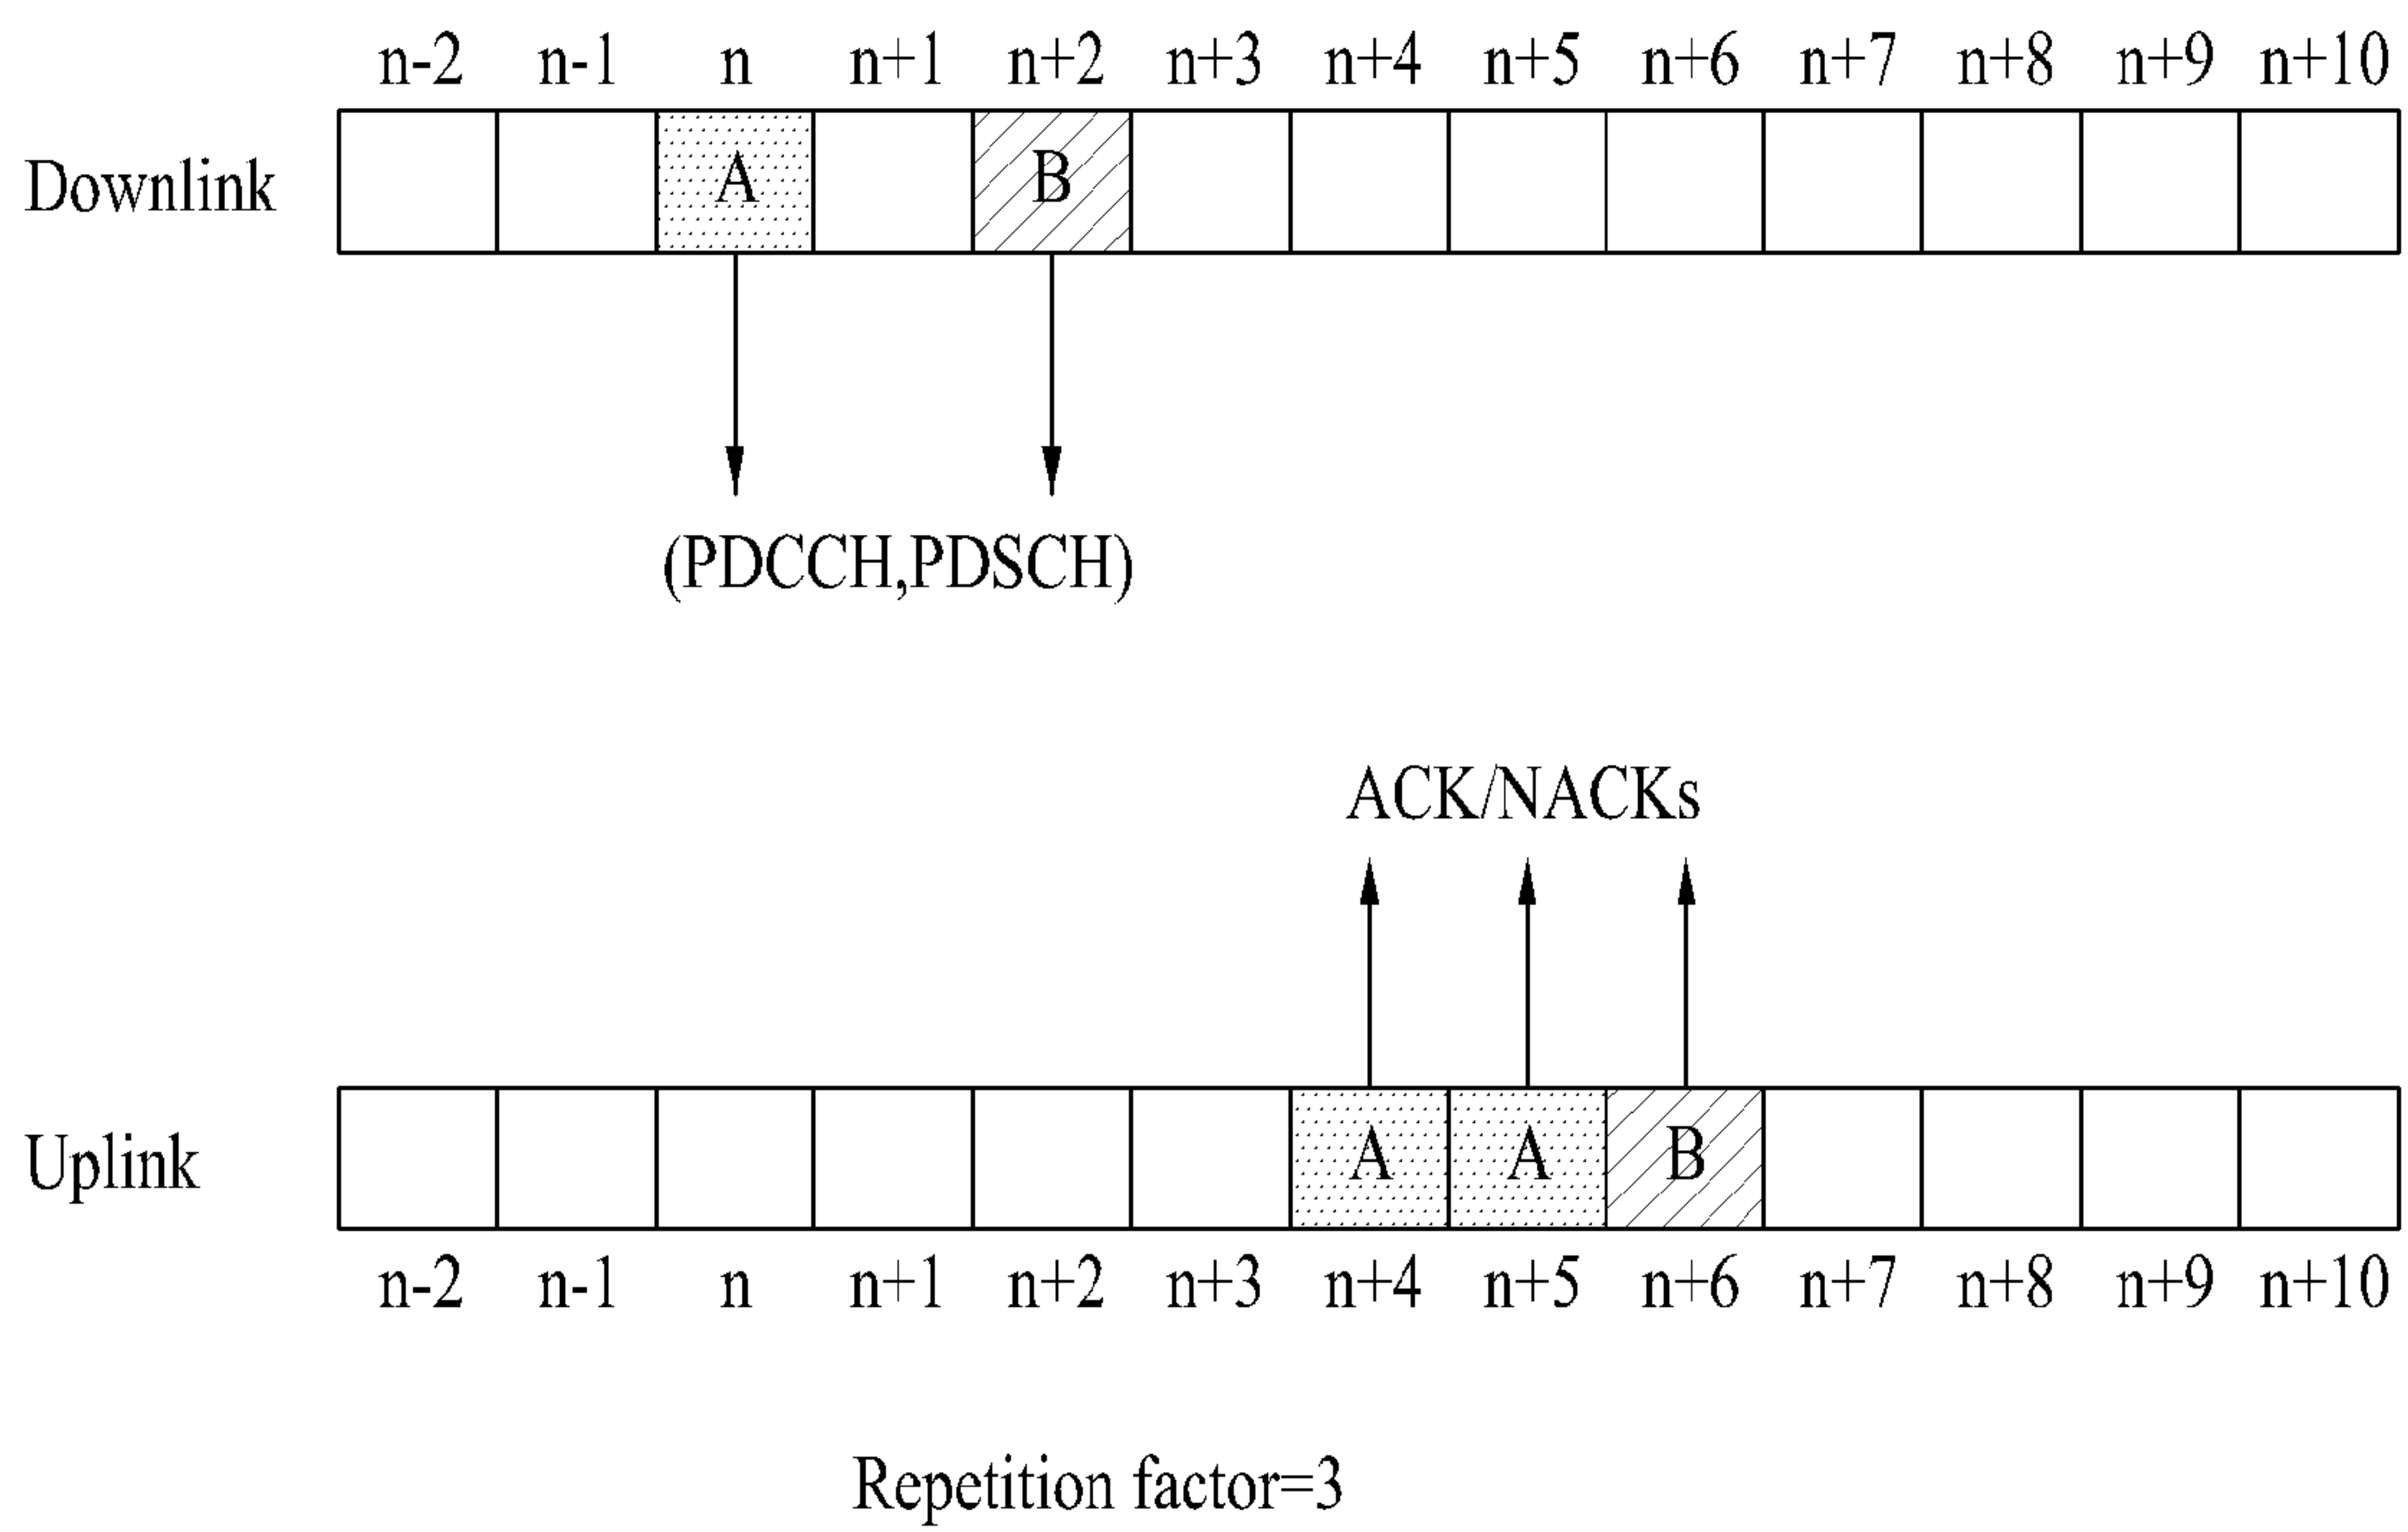 n-2 n-1 n n+1 n+2 n+3 n+4 n+5 n+6 n+7 n+8 n+9 n+10
Downlink A B
(PDCCH,PDSCH)
ACK/NACKs
Uplink A A B
n-2 n-1 n n+1 n+2 n+3 n+4 n+5 n+6 n+7 n+8 n+9 n+10
Repetition factor=3